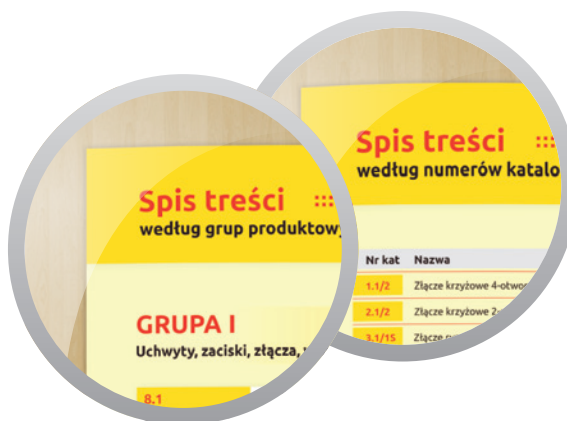 Spis treści
według grup produktowy
GRUPA I
Uchwyty, zaciski, złącza,
8.1
Spis treści
według numerów katalo
Nr kat Nazwa
1.1/2 Złącze krzyżowe 4-otwor
2.1/2 Złącze krzyżowe 2-
3.1/15 Złącze